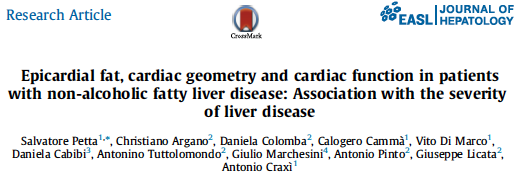 Research Article
EASL JOURNAL OF HEPATOLOGY
CrossMark
Epicardial fat, cardiac geometry and cardiac function in patients
with non-alcoholic fatty liver disease: Association with the severity
of liver disease
Salvatore Petta1,*, Christiano Argano2, Daniela Colomba2, Calogero Cammà1, Vito Di Marco1,
Daniela Cabibi3, Antonino Tuttolomondo2, Giulio Marchesini4, Antonio Pinto2, Giuseppe Licata2,
Antonio Craxì1